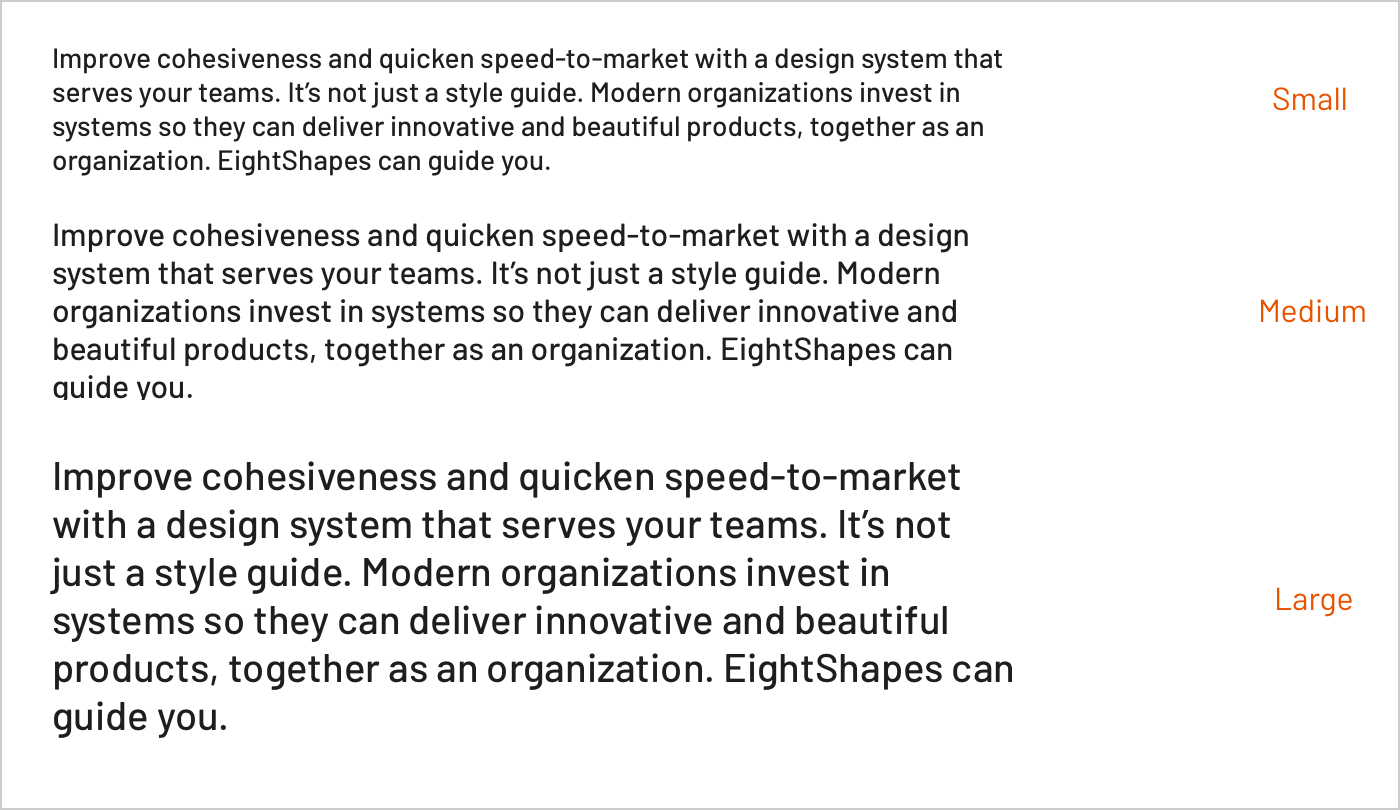 Improve cohesiveness and quicken speed-to-market with a design system that
serves your teams. It’s not just a style guide. Modern organizations invest in
systems so they can deliver innovative and beautiful products, together as an
organization. EightShapes can guide you.
Small
Improve cohesiveness and quicken speed-to-market with a design
system that serves your teams. It’s not just a style guide. Modern
organizations invest in systems so they can deliver innovative and
beautiful products, together as an organization. EightShapes can
guide you.
Medium
Improve cohesiveness and quicken speed-to-market
with a design system that serves your teams. It’s not
just a style guide. Modern organizations invest in
systems so they can deliver innovative and beautiful
products, together as an organization. EightShapes can
guide you.
Large